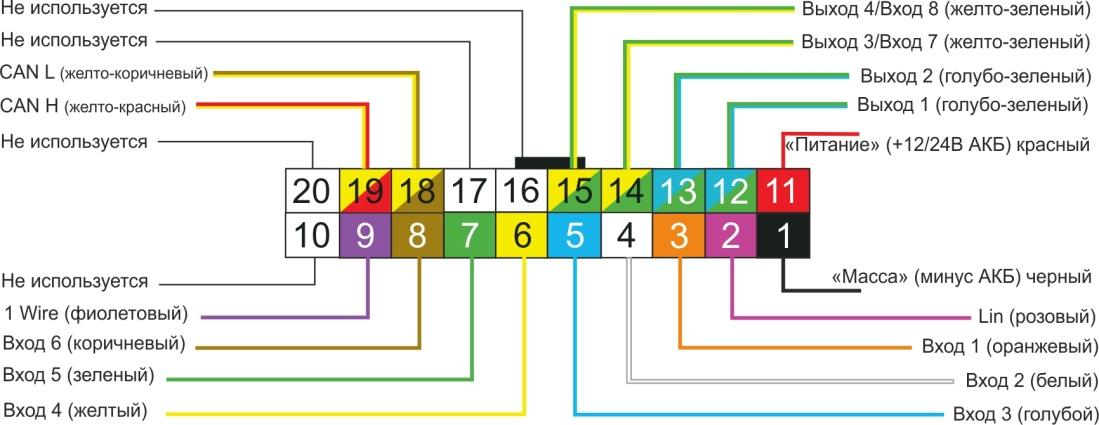 Не используется
Не используется
CAN L (желто-коричневый)
CAN H (желто-красный)
Не используется
Выход 4/Вход 8 (желто-зеленый)
Выход 3/Вход 7 (желто-зеленый)
Выход 2 (голубо-зеленый)
Выход 1 (голубо-зеленый)
«Питание» (+12/24В АКБ) красный
20 19 18 17 16 15 14 13 12 11
10 9 8 7 6 5 4 3 2 1
Не используется
1 Wire (фиолетовый)
Вход 6 (коричневый)
Вход 5 (зеленый)
Вход 4 (желтый)
«Масса» (минус АКБ) черный
Lin (розовый)
Вход 1 (оранжевый)
Вход 2 (белый)
Вход 3 (голубой)